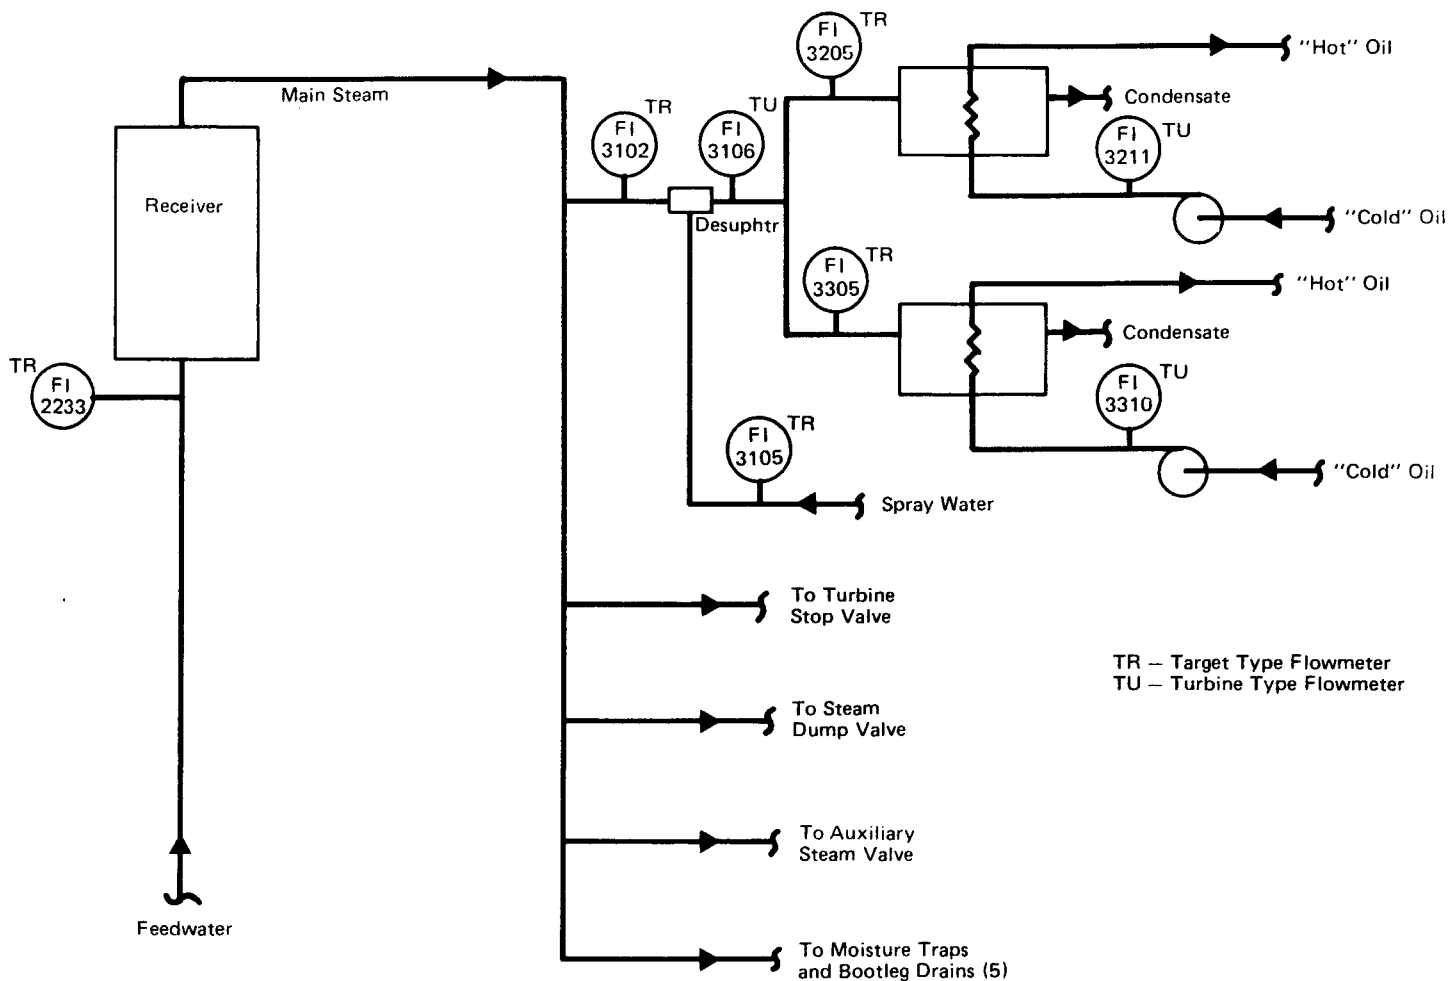 FI
3205
TR
"Hot" Oil
Main Steam
Condensate
FI
3102
TR
FI
3106
TU
FI
3211
TU
Receiver
Desuphtr
"Cold" Oil
FI
3305
TR
"Hot" Oil
Condensate
TR
FI
2233
FI
3310
TU
FI
3105
TR
"Cold" Oil
Spray Water
To Turbine
Stop Valve
TR – Target Type Flowmeter
TU – Turbine Type Flowmeter
To Steam
Dump Valve
To Auxiliary
Steam Valve
Feedwater
To Moisture Traps
and Bootleg Drains (5)